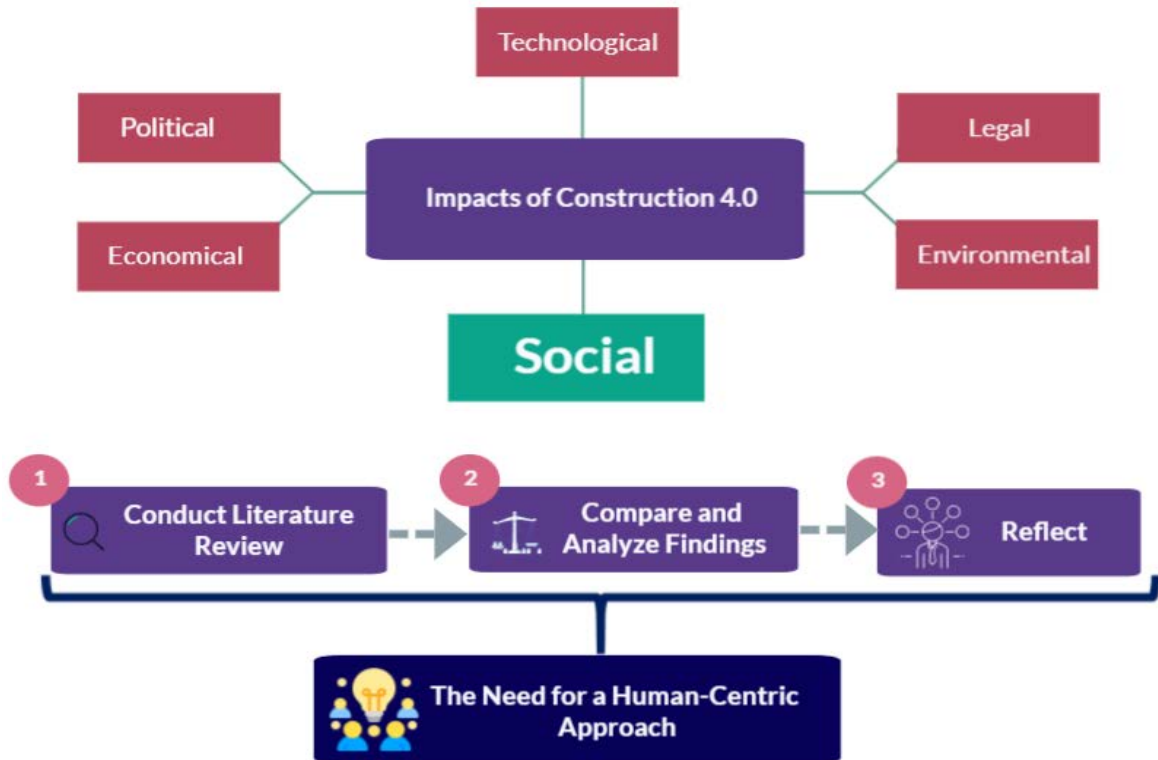 Technological
Political
Legal
Impacts of Construction 4.0
Economical
Environmental
Social
1
Conduct Literature
Review
2
Compare and
Analyze Findings
3
Reflect
The Need for a Human-Centric
Approach